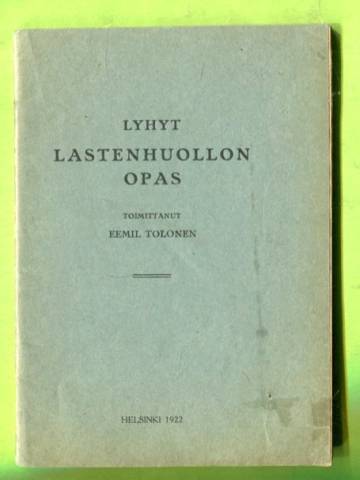 LYHYT
LASTENHUOLLON
OPAS
TOIMITTANUT
EEMIL TOLONEN
HELSINKI 1922